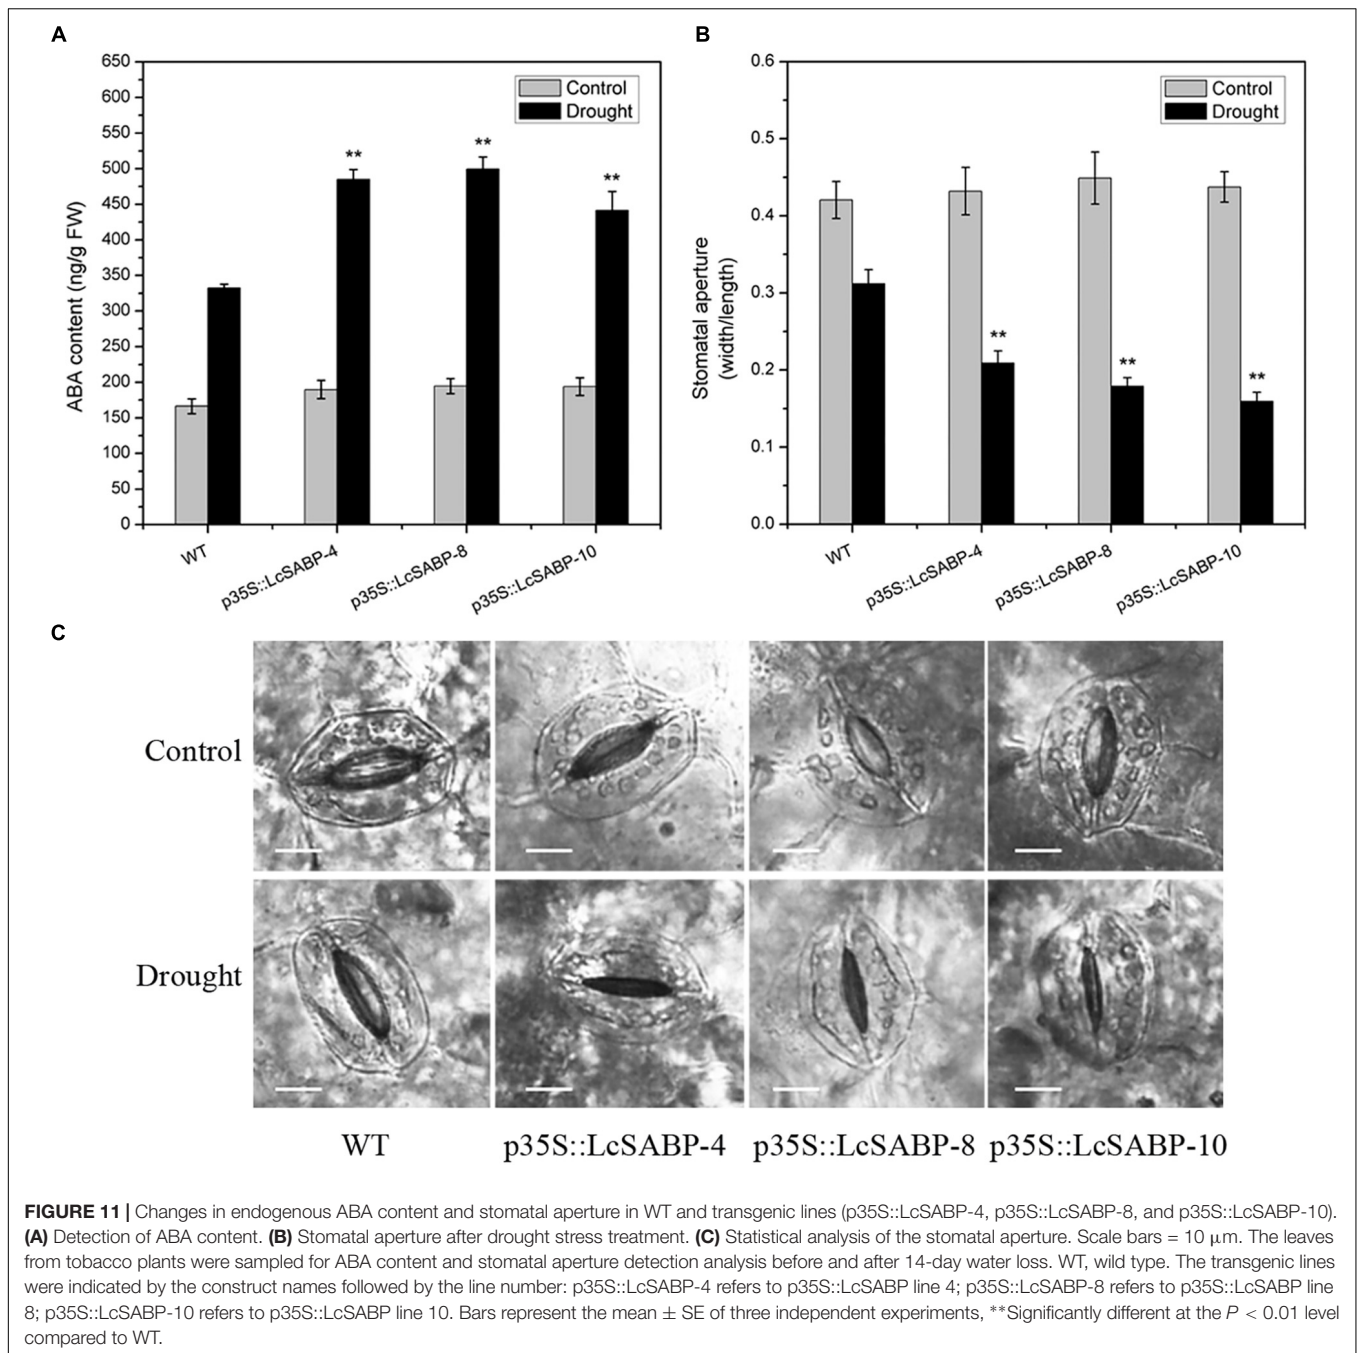 A
650
600
550
500
450
400
350
300
250
200
150
100
50
0
ABA content (ng/g FW)
Control
Drought
**
**
**
WT
p35S::LcSABP-4
p35S::LcSABP-8
p35S::LcSABP-10
B
0.6
0.5
0.4
0.3
0.2
0.1
0.0
Stomatal aperture
(width/length)
Control
Drought
**
**
**
WT
p35S::LcSABP-4
p35S::LcSABP-8
p35S::LcSABP-10
C
Control
Drought
WT
p35S::LcSABP-4
p35S::LcSABP-8
p35S::LcSABP-10
FIGURE 11 | Changes in endogenous ABA content and stomatal aperture in WT and transgenic lines (p35S::LcSABP-4, p35S::LcSABP-8, and p35S::LcSABP-10).
(A) Detection of ABA content. (B) Stomatal aperture after drought stress treatment. (C) Statistical analysis of the stomatal aperture. Scale bars = 10 μm. The leaves
from tobacco plants were sampled for ABA content and stomatal aperture detection analysis before and after 14-day water loss. WT, wild type. The transgenic lines
were indicated by the construct names followed by the line number: p35S::LcSABP-4 refers to p35S::LcSABP line 4; p35S::LcSABP-8 refers to p35S::LcSABP line
8; p35S::LcSABP-10 refers to p35S::LcSABP line 10. Bars represent the mean ± SE of three independent experiments, **Significantly different at the P < 0.01 level
compared to WT.